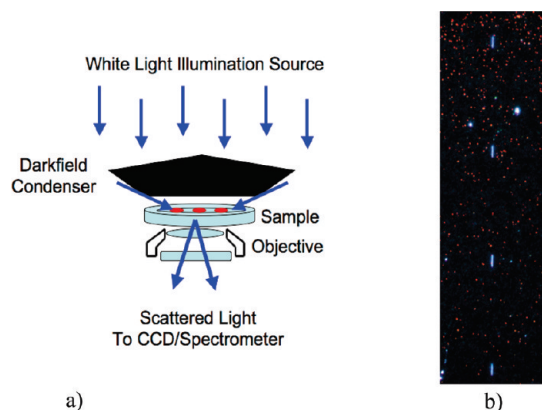 White Light Illumination Source
Darkfield
Condenser
Sample
Objective
Scattered Light
To CCD/Spectrometer
a)
b)